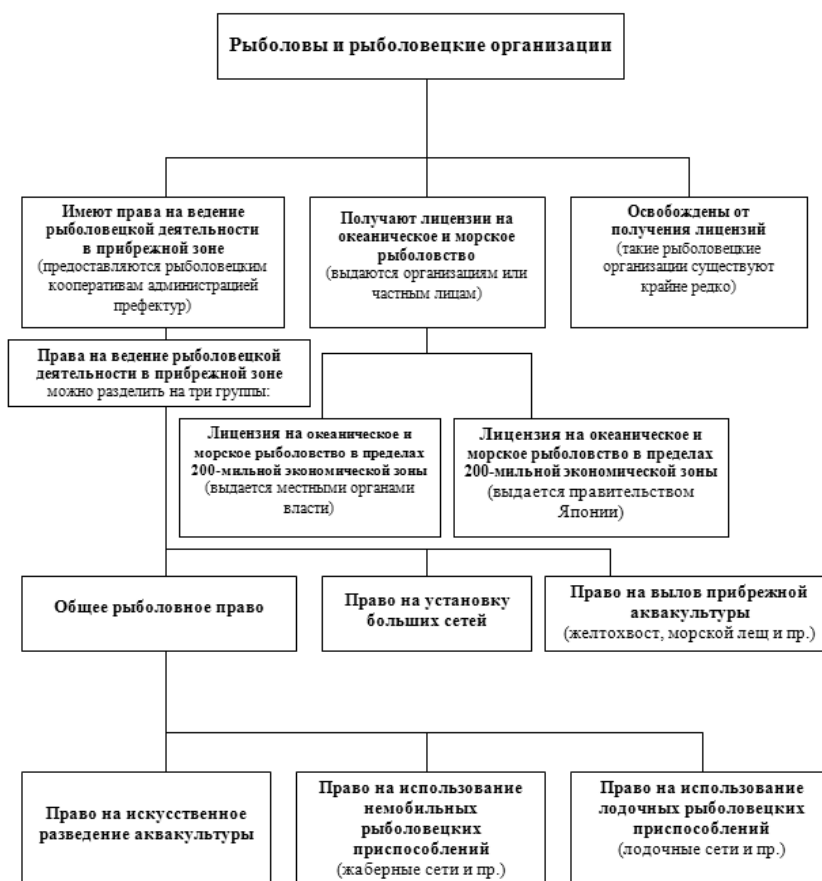 Рыболовы и рыболовецкие организации
Имеют права на ведение
рыболовецкой деятельности
в прибрежной зоне
(предоставляются рыболовецким
кооперативам администрацией
префектур)
Получают лицензии на
океаническое и морское
рыболовство
(выдаются организациям или
частным лицам)
Освобождены от
получения лицензий
(такие рыболовецкие
организации существуют
крайне редко)
Права на ведение рыболовецкой
деятельности в прибрежной зоне
можно разделить на три группы:
Лицензия на океаническое и
морское рыболовство в пределах
200-мильной экономической зоны
(выдается местными органами
власти)
Лицензия на океаническое и
морское рыболовство в пределах
200-мильной экономической зоны
(выдается правительством
Японии)
Общее рыболовное право
Право на установку
больших сетей
Право на вылов прибрежной
аквакультуры
(желтохвост, морской лещ и пр.)
Право на искусственное
разведение аквакультуры
Право на использование
немобильных
рыболовецких
приспособлений
(жаберные сети и пр.)
Право на использование
лодочных рыболовецких
приспособлений
(лодочные сети и пр.)